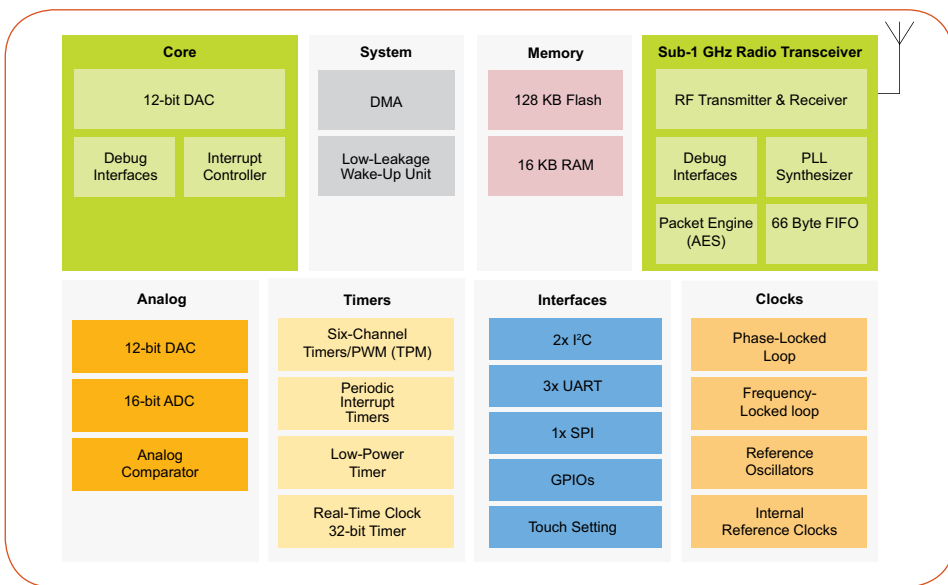 Core
12-bit DAC
Debug
Interfaces
Interrupt
Controller
System
DMA
Low-Leakage
Wake-Up Unit
Memory
128 KB Flash
16 KB RAM
Sub-1 GHz Radio Transceiver
RF Transmitter & Receiver
Debug
Interfaces
PLL
Synthesizer
Packet Engine
(AES)
66 Byte FIFO
Analog
12-bit DAC
16-bit ADC
Analog
Comparator
Timers
Six-Channel
Timers/PWM (TPM)
Periodic
Interrupt
Timers
Low-Power
Timer
Real-Time Clock
32-bit Timer
Interfaces
2x I²C
3x UART
1x SPI
GPIOs
Touch Setting
Clocks
Phase-Locked
Loop
Frequency-
Locked loop
Reference
Oscillators
Internal
Reference Clocks